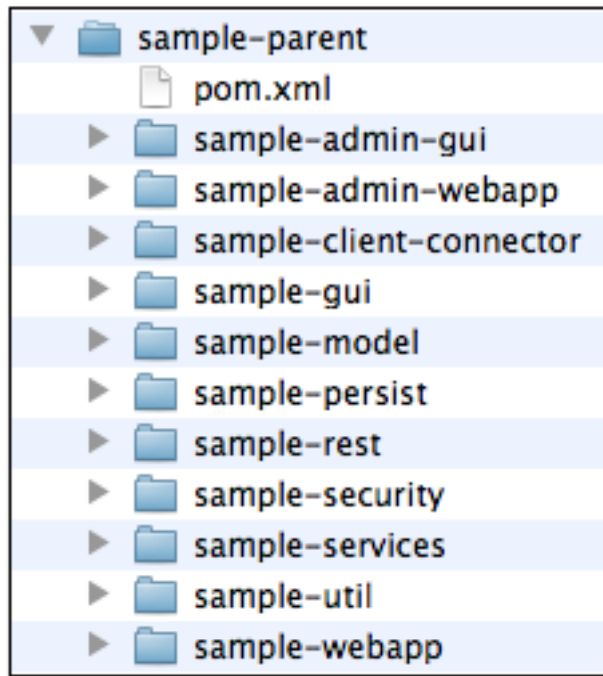 sample-parent
pom.xml
sample-admin-gui
sample-admin-webapp
sample-client-connector
sample-gui
sample-model
sample-persist
sample-rest
sample-security
sample-services
sample-util
sample-webapp